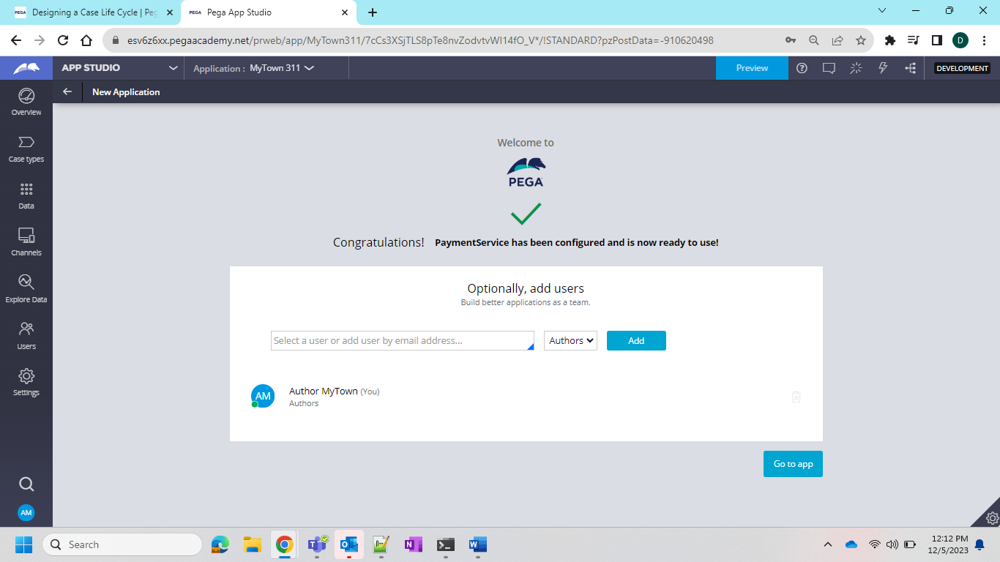 PEGA Designing a Case Life Cycle | Peg
PEGA Pega App Studio
esv6z6xx.pegaacademy.net/prweb/app/MyTown311/7cCs3XSjTLS8pTe8nvZodvtvWI14fO_V*/!STANDARD?pzPostData=-910620498
D
APP STUDIO
Application : MyTown 311
Preview
DEVELOPMENT
New Application
Overview
Case types
Data
Channels
Explore Data
Users
Settings
AM
Welcome to
PEGA
Congratulations! PaymentService has been configured and is now ready to use!
Optionally, add users
Build better applications as a team.
Select a user or add user by email address...
Authors
Add
AM
Author MyTown (You)
Authors
Go to app
Search
12:12 PM
12/5/2023